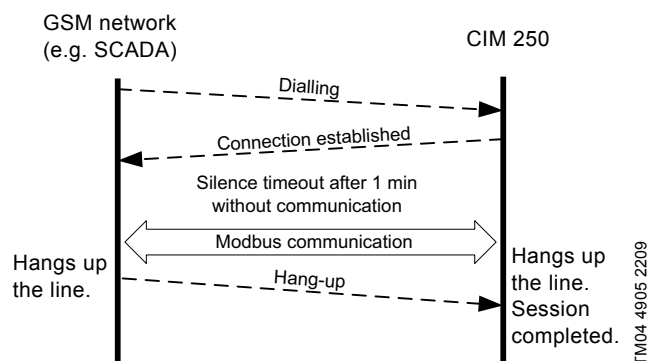 GSM network
(e.g. SCADA)
CIM 250
Dialling
Connection established
Silence timeout after 1 min
without communication
Modbus communication
Hangs up
the line.
Hang-up
Hangs up
the line.
Session
completed.
TM04 4905 2209